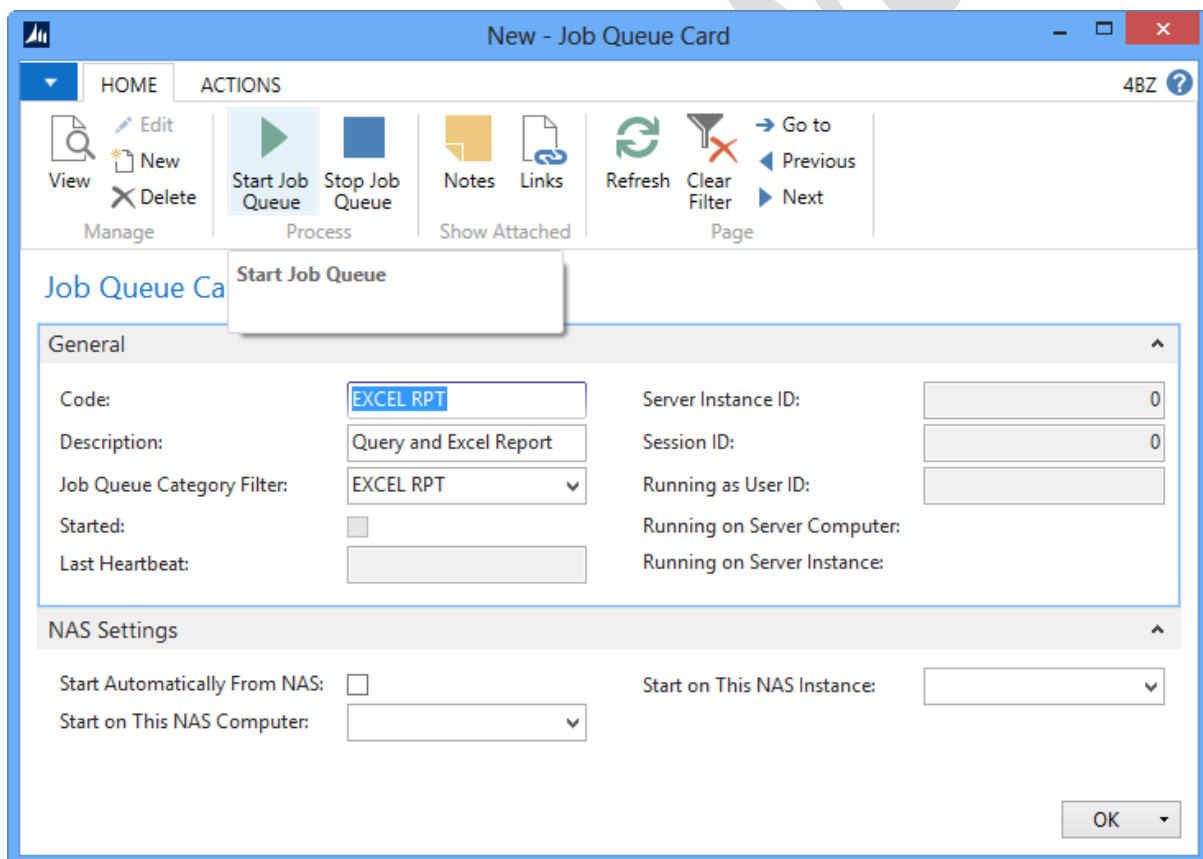 New - Job Queue Card
HOME ACTIONS 4BZ ?
View Edit New Delete
Manage
Start Job Queue
Stop Job Queue
Process
Notes Links
Show Attached
Refresh
Clear Filter
Go to
Previous
Next
Page
Start Job Queue
Job Queue Ca
General
Code: EXCEL RPT Server Instance ID: 0
Description: Query and Excel Report Session ID: 0
Job Queue Category Filter: EXCEL RPT Running as User ID:
Started: Running on Server Computer:
Last Heartbeat: Running on Server Instance:
NAS Settings
Start Automatically From NAS: Start on This NAS Instance:
Start on This NAS Computer:
OK